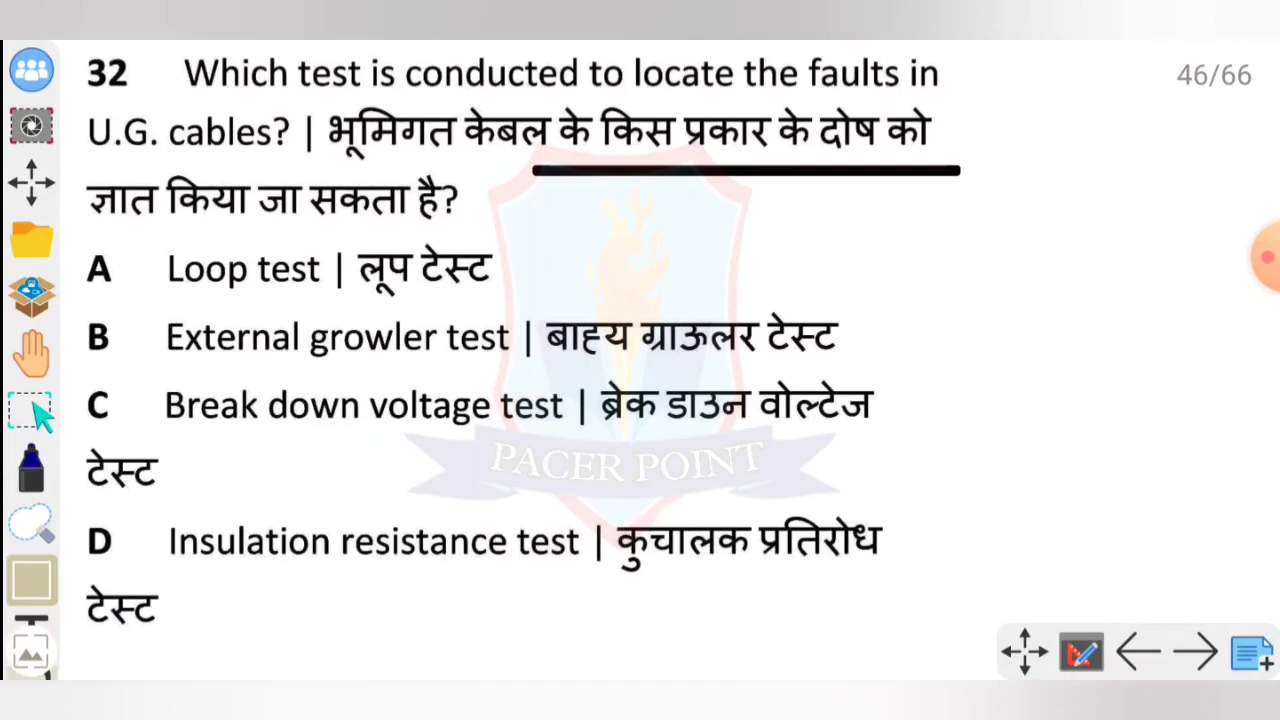 32 Which test is conducted to locate the faults in
46/66
U.G. cables? | भूमिगत केबल के किस प्रकार के दोष को
ज्ञात किया जा सकता है?
A Loop test | लूप टेस्ट
B External growler test | बाह्य ग्राऊलर टेस्ट
C Break down voltage test | ब्रेक डाउन वोल्टेज
टेस्ट
PACER POINT
D Insulation resistance test | कुचालक प्रतिरोध
टेस्ट